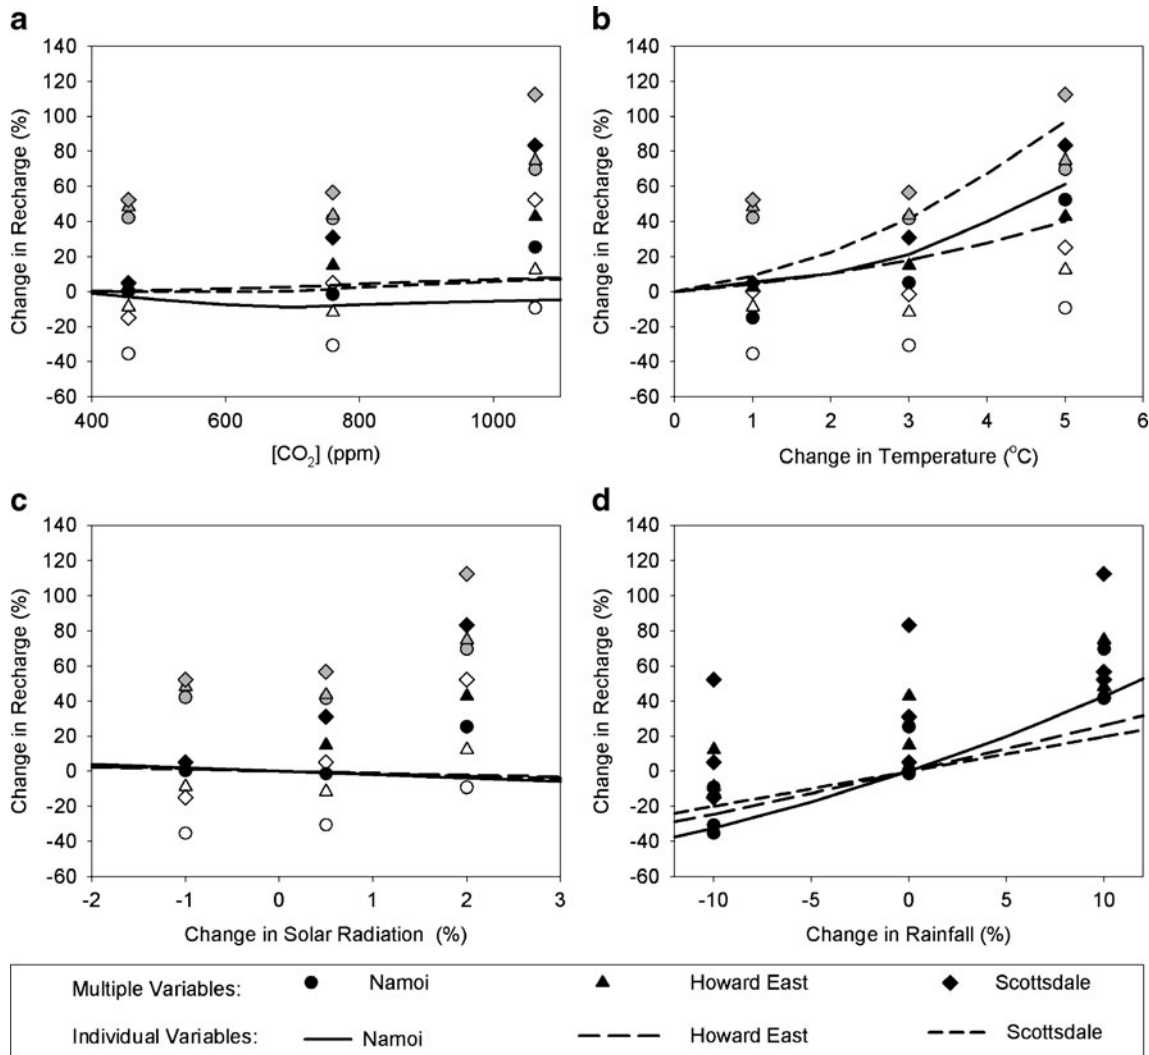 a
140
120
100
80
60
40
20
0
-20
-40
-60
Change in Recharge (%)
400 600 800 1000
[CO2] (ppm)
b
140
120
100
80
60
40
20
0
-20
-40
-60
Change in Recharge (%)
0 1 2 3 4 5 6
Change in Temperature (°C)
c
140
120
100
80
60
40
20
0
-20
-40
-60
Change in Recharge (%)
-2 -1 0 1 2 3
Change in Solar Radiation (%)
d
140
120
100
80
60
40
20
0
-20
-40
-60
Change in Recharge (%)
-10 -5 0 5 10
Change in Rainfall (%)
Multiple Variables: Namoi Howard East Scottsdale
Individual Variables: Namoi Howard East Scottsdale